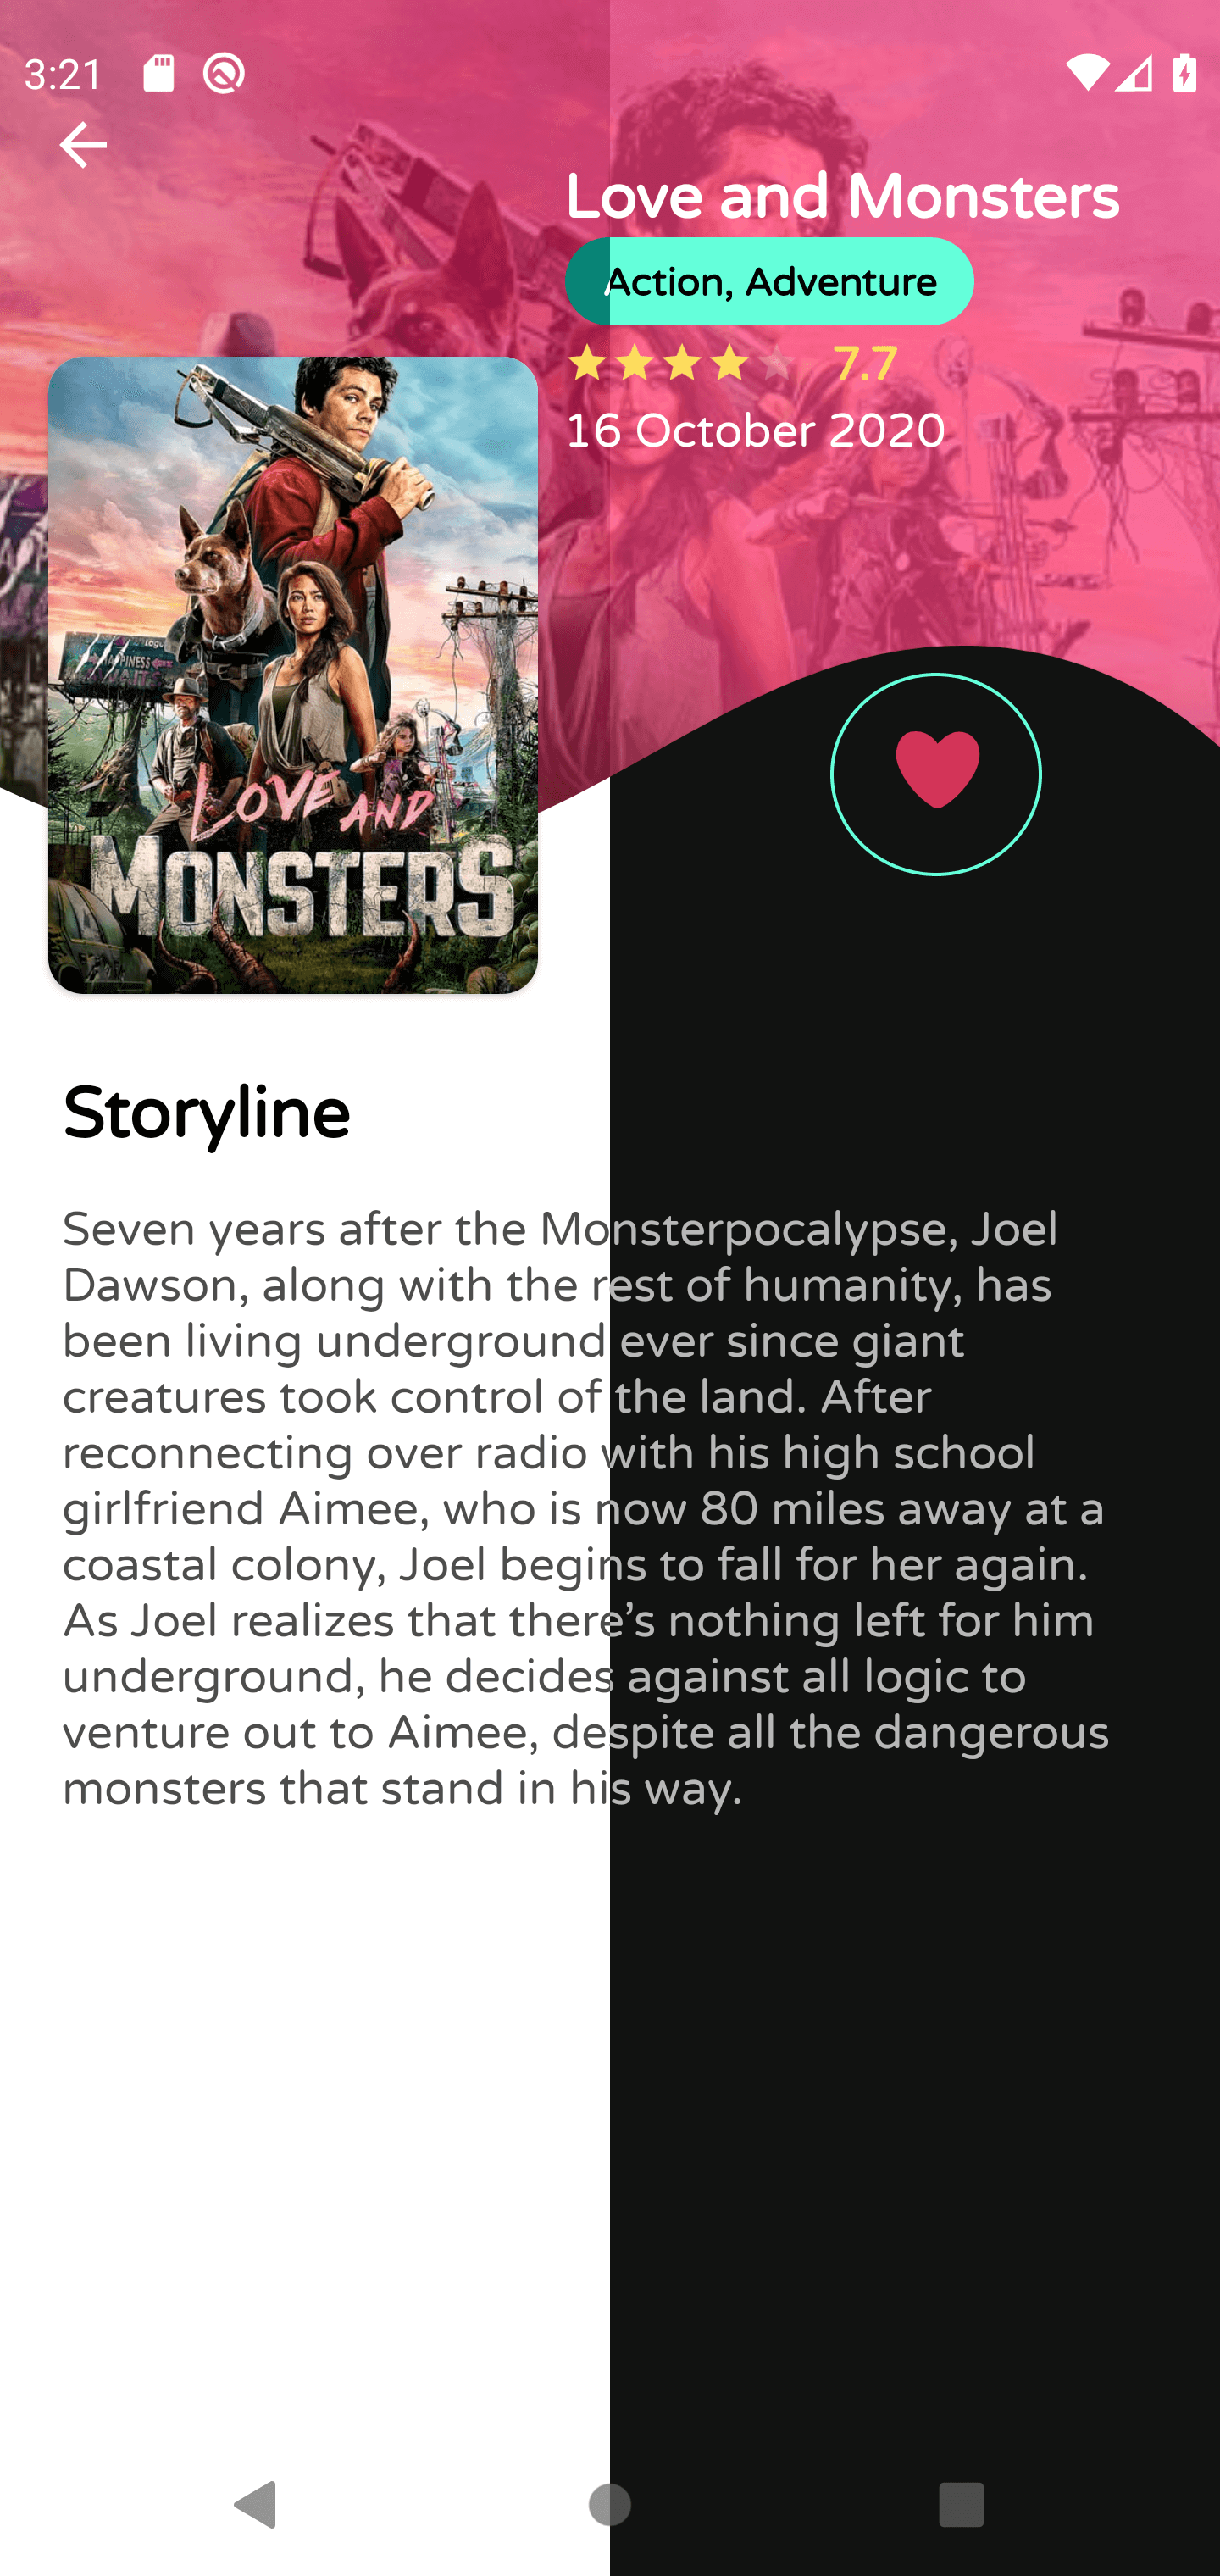 3:21
Love and Monsters
Action, Adventure
7.7
16 October 2020
HAPPINESS
LOVE AND
MONSTERS
Storyline
Seven years after the Monsterpocalypse, Joel
Dawson, along with the rest of humanity, has
been living underground ever since giant
creatures took control of the land. After
reconnecting over radio with his high school
girlfriend Aimee, who is now 80 miles away at a
coastal colony, Joel begins to fall for her again.
As Joel realizes that there’s nothing left for him
underground, he decides against all logic to
venture out to Aimee, despite all the dangerous
monsters that stand in his way.